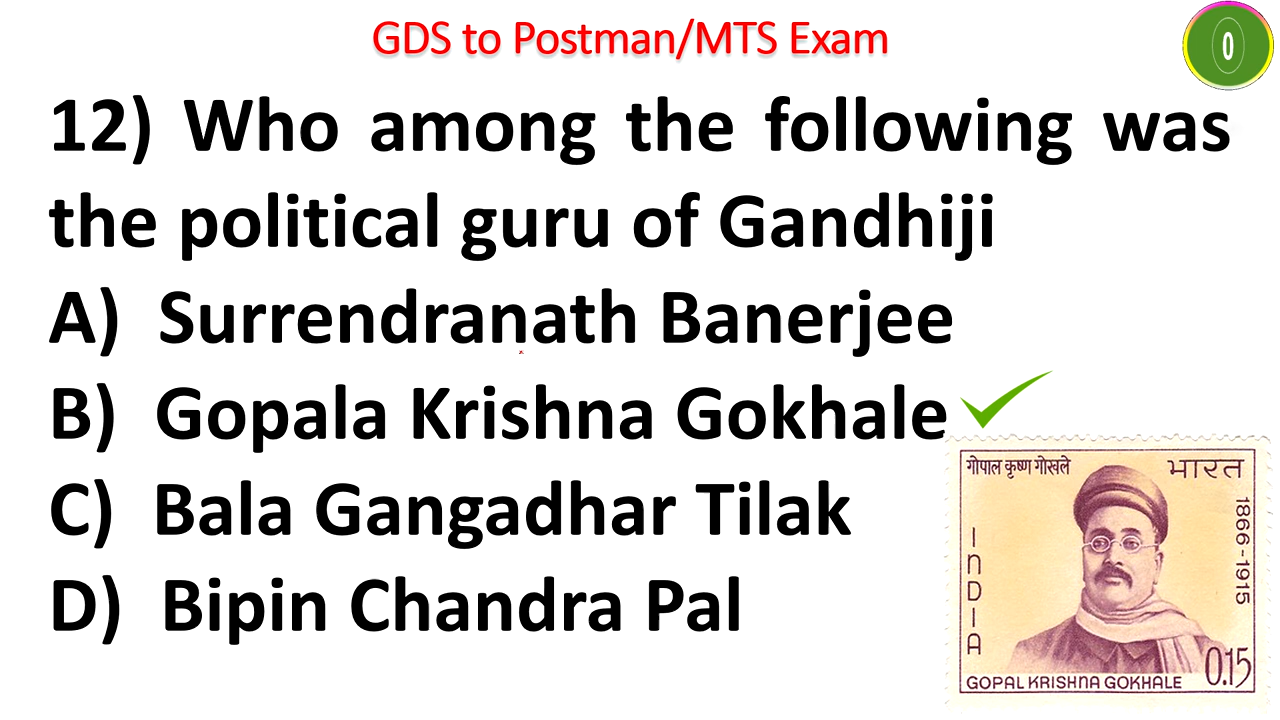 GDS to Postman/MTS Exam
0
12) Who among the following was
the political guru of Gandhiji
A) Surrendranath Banerjee
B) Gopala Krishna Gokhale
C) Bala Gangadhar Tilak
D) Bipin Chandra Pal
गोपाल कृष्ण गोखले
भारत
1866-1915
INDIA
0.15
GOPAL KRISHNA GOKHALE